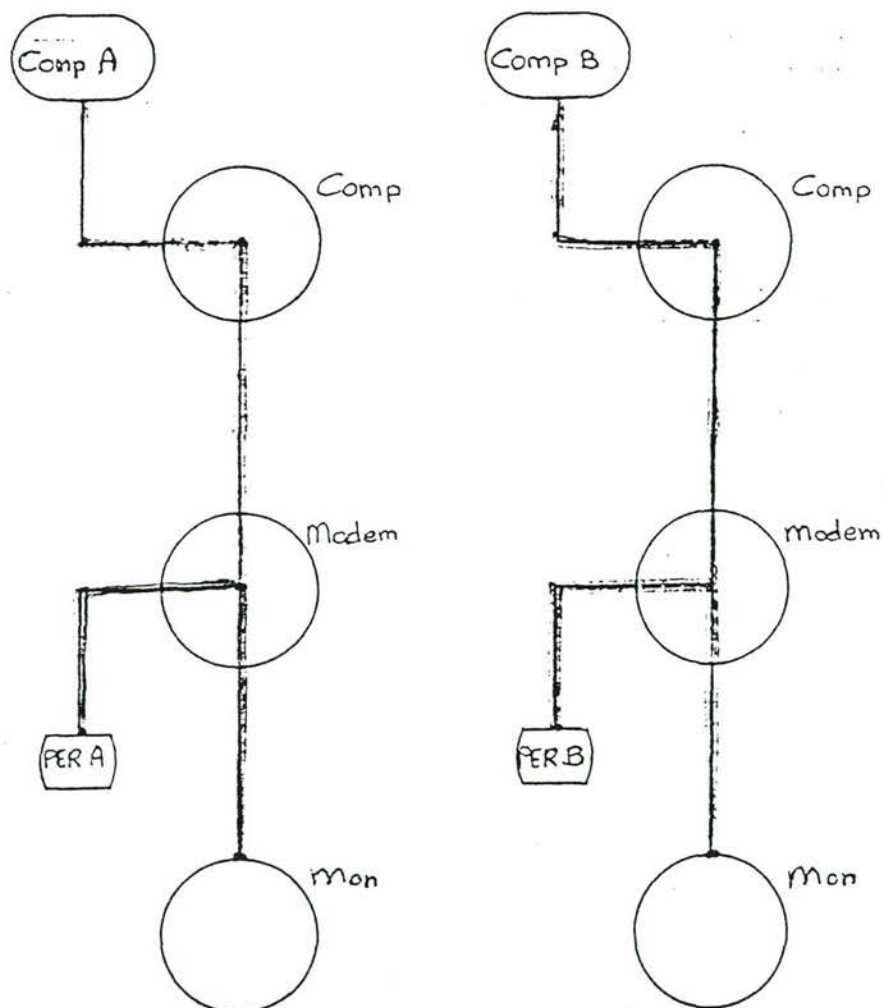 Comp A
Comp B
Comp
Comp
Modem
Modem
PER A
PER B
Mon
Mon